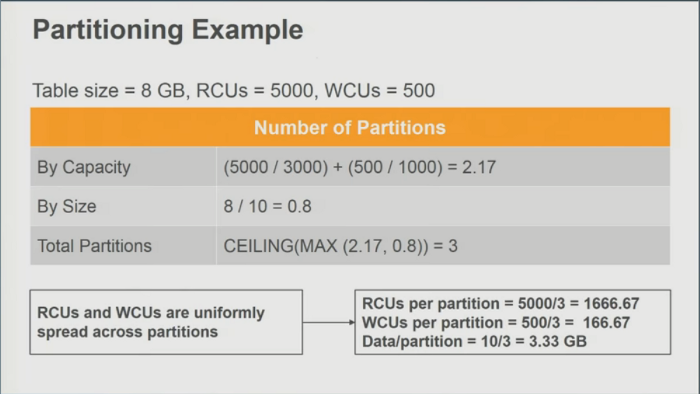 Partitioning Example
Table size = 8 GB, RCUs = 5000, WCUs = 500
Number of Partitions
By Capacity (5000 / 3000) + (500 / 1000) = 2.17
By Size 8 / 10 = 0.8
Total Partitions CEILING(MAX (2.17, 0.8)) = 3
RCUs and WCUs are uniformly
spread across partitions
RCUs per partition = 5000/3 = 1666.67
WCUs per partition = 500/3 = 166.67
Data/partition = 10/3 = 3.33 GB